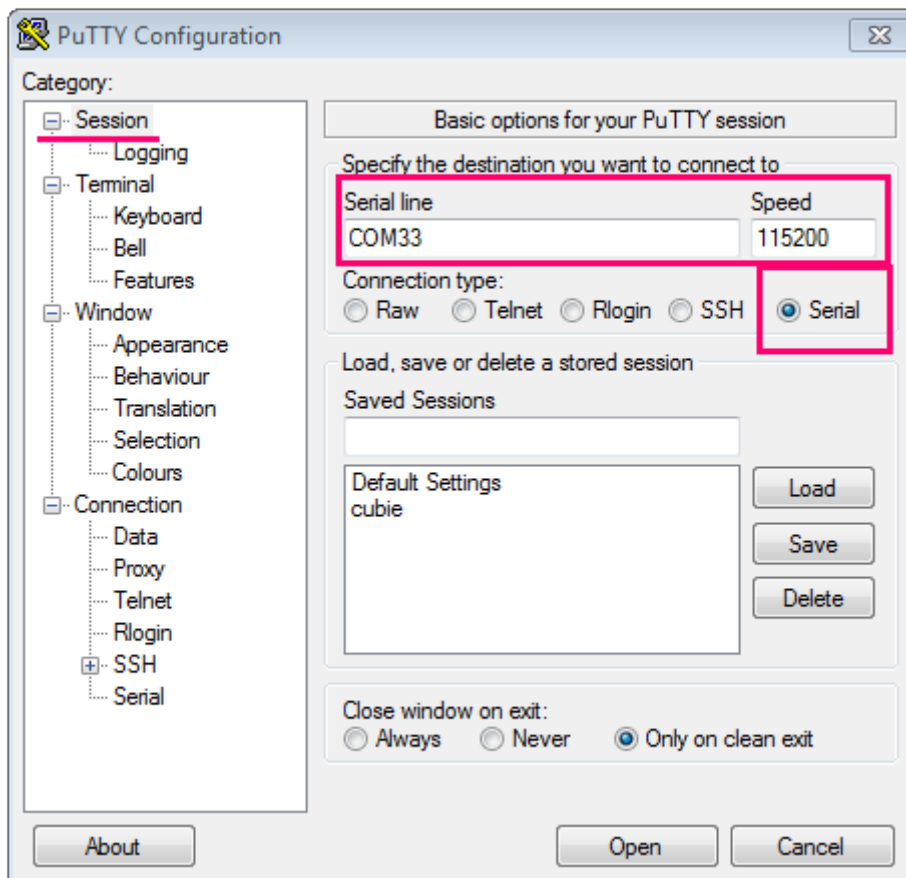 PuTTY Configuration
Category:
Session
Logging
Terminal
Keyboard
Bell
Features
Window
Appearance
Behaviour
Translation
Selection
Colours
Connection
Data
Proxy
Telnet
Rlogin
SSH
Serial
Basic options for your PuTTY session
Specify the destination you want to connect to
Serial line Speed
COM33 115200
Connection type:
Raw Telnet Rlogin SSH Serial
Load, save or delete a stored session
Saved Sessions
Default Settings
cubie
Load
Save
Delete
Close window on exit:
Always Never Only on clean exit
About Open Cancel